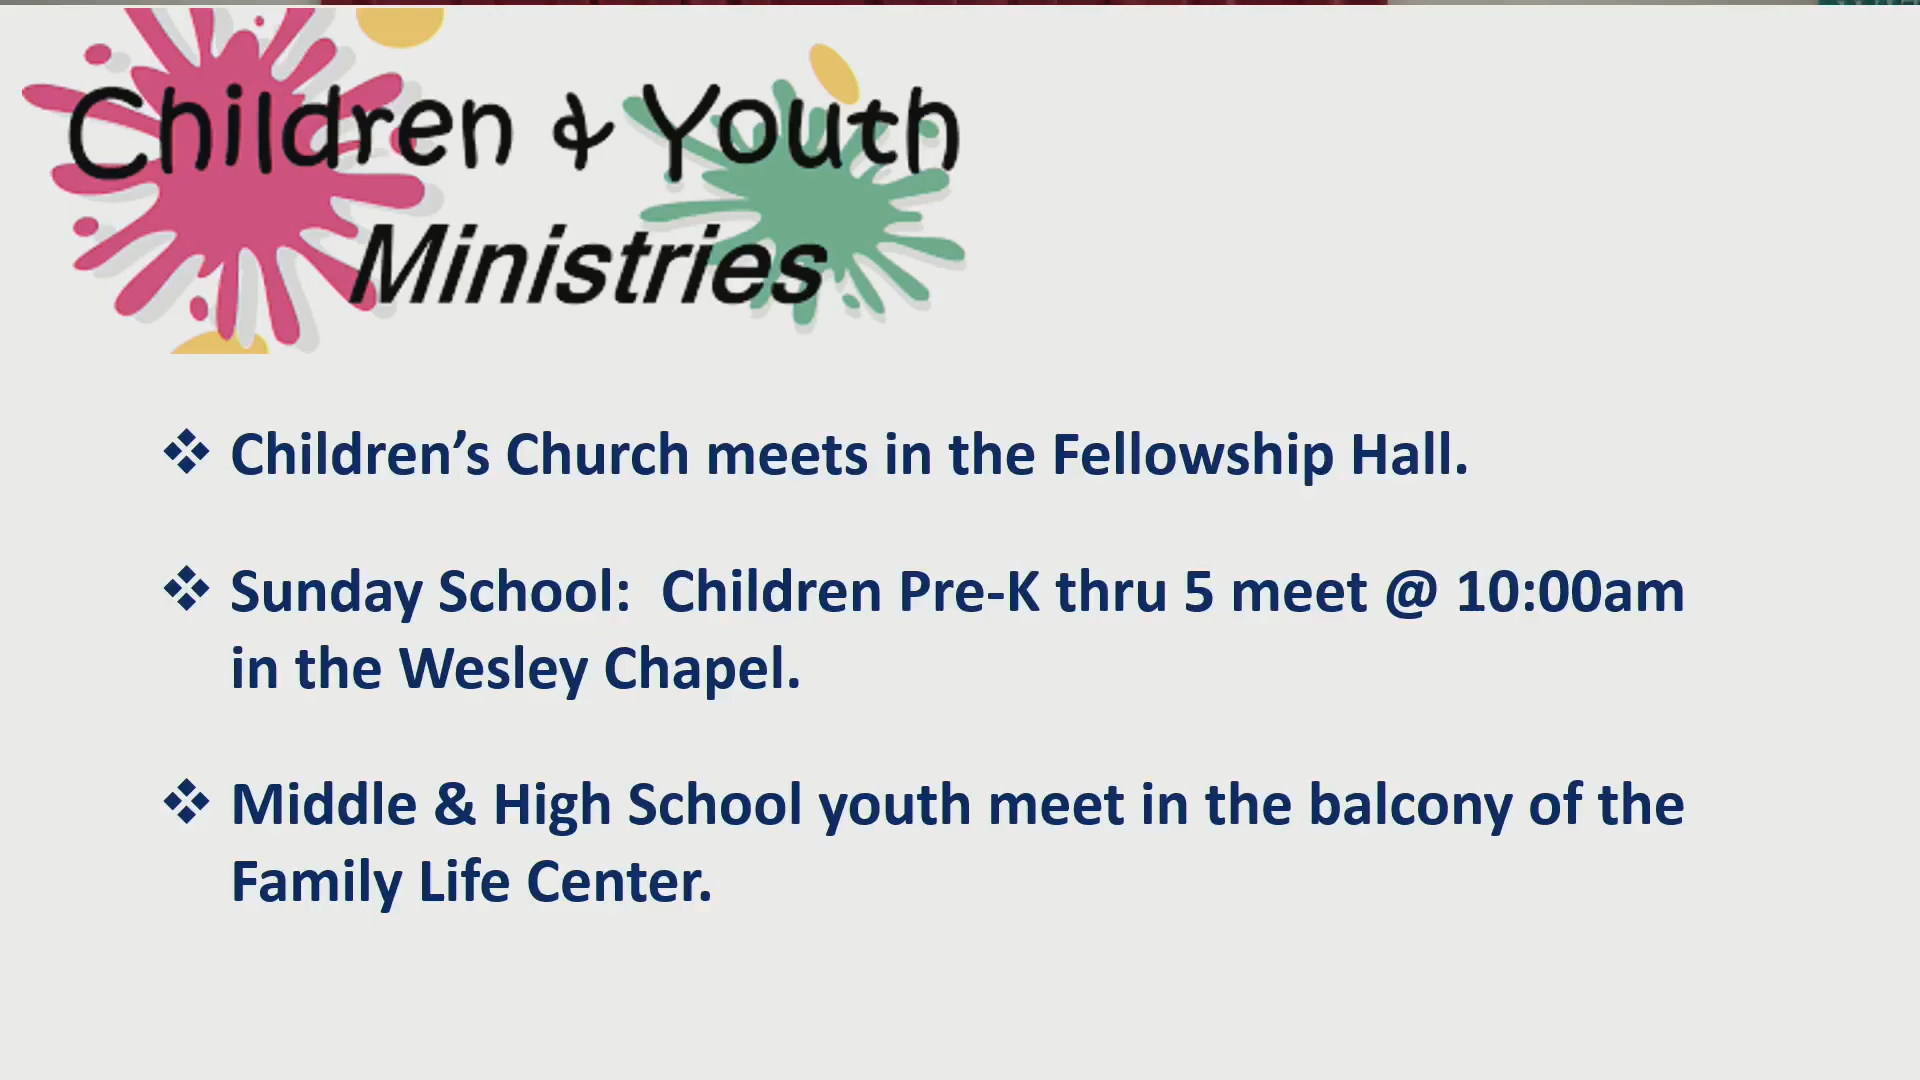 Children & Youth
Ministries
❖ Children’s Church meets in the Fellowship Hall.
❖ Sunday School:  Children Pre-K thru 5 meet @ 10:00am
in the Wesley Chapel.
❖ Middle & High School youth meet in the balcony of the
Family Life Center.